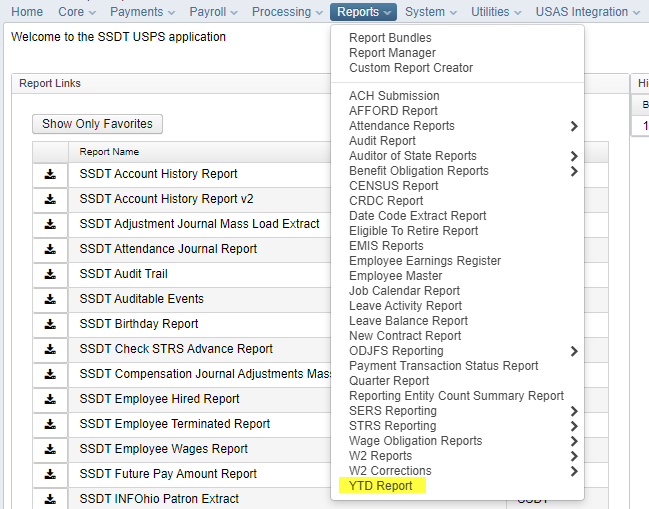 Home Core Payments Payroll Processing Reports System Utilities USAS Integration
Welcome to the SSDT USPS application
Report Links
Show Only Favorites
Report Name
SSDT Account History Report
SSDT Account History Report v2
SSDT Adjustment Journal Mass Load Extract
SSDT Attendance Journal Report
SSDT Audit Trail
SSDT Auditable Events
SSDT Birthday Report
SSDT Check STRS Advance Report
SSDT Compensation Journal Adjustments Mas
SSDT Employee Hired Report
SSDT Employee Terminated Report
SSDT Employee Wages Report
SSDT Future Pay Amount Report
SSDT INFOhio Patron Extract
Report Bundles
Report Manager
Custom Report Creator
ACH Submission
AFFORD Report
Attendance Reports
Audit Report
Auditor of State Reports
Benefit Obligation Reports
CENSUS Report
CRDC Report
Date Code Extract Report
Eligible To Retire Report
EMIS Reports
Employee Earnings Register
Employee Master
Job Calendar Report
Leave Activity Report
Leave Balance Report
New Contract Report
ODJFS Reporting
Payment Transaction Status Report
Quarter Report
Reporting Entity Count Summary Report
SERS Reporting
STRS Reporting
Wage Obligation Reports
W2 Reports
W2 Corrections
YTD Report
Hi
B
1